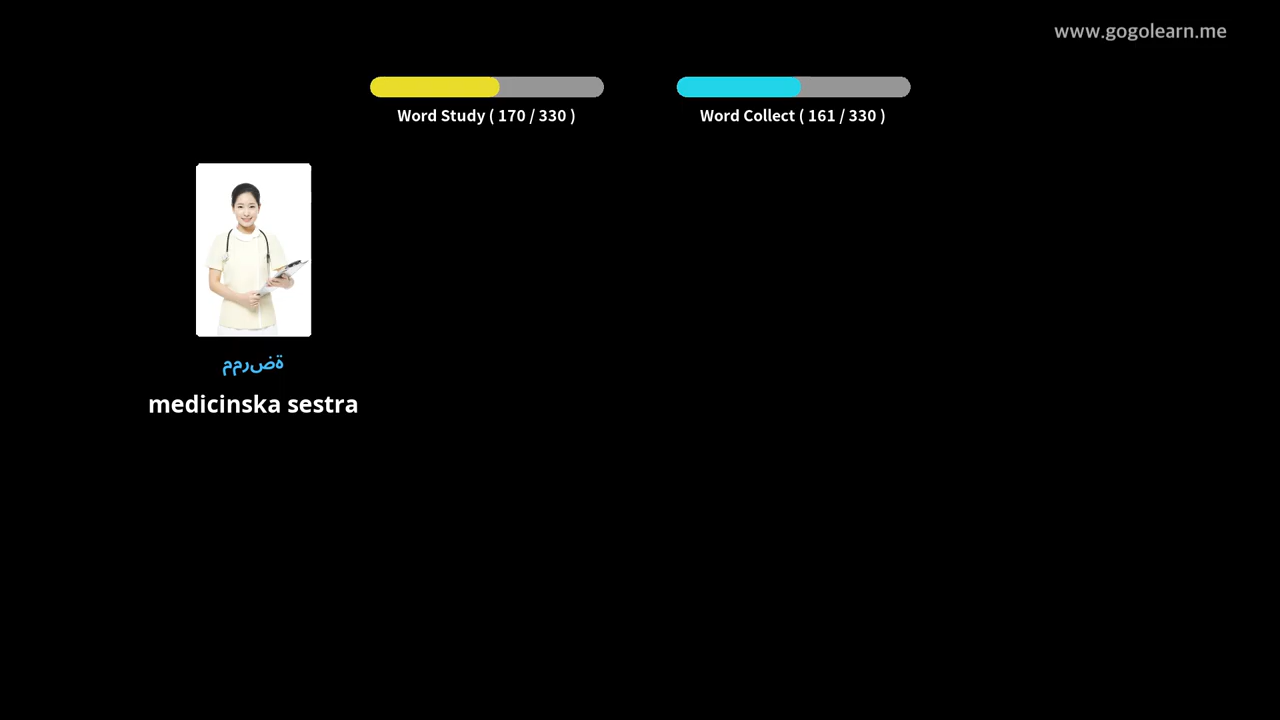 www.gogolearn.me
Word Study ( 170 / 330 )
Word Collect ( 161 / 330 )
ممرضة
medicinska sestra